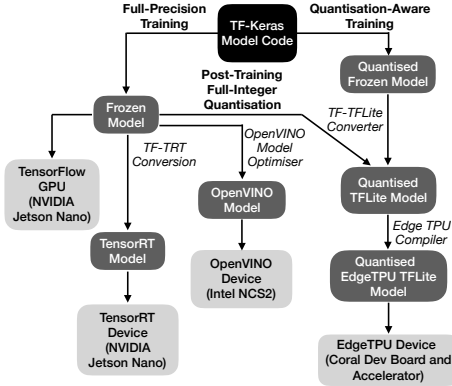 Full-Precision
Training
TF-Keras
Model Code
Quantisation-Aware
Training
Quantised
Frozen Model
Post-Training
Full-Integer
Quantisation
Frozen
Model
TF-TFLite
Converter
TF-TRT
Conversion
OpenVINO
Model
Optimiser
TensorFlow
GPU
(NVIDIA
Jetson Nano)
OpenVINO
Model
Quantised
TFLite Model
Edge TPU
Compiler
TensorRT
Model
OpenVINO
Device
(Intel NCS2)
Quantised
EdgeTPU TFLite
Model
TensorRT
Device
(NVIDIA
Jetson Nano)
EdgeTPU Device
(Coral Dev Board and
Accelerator)